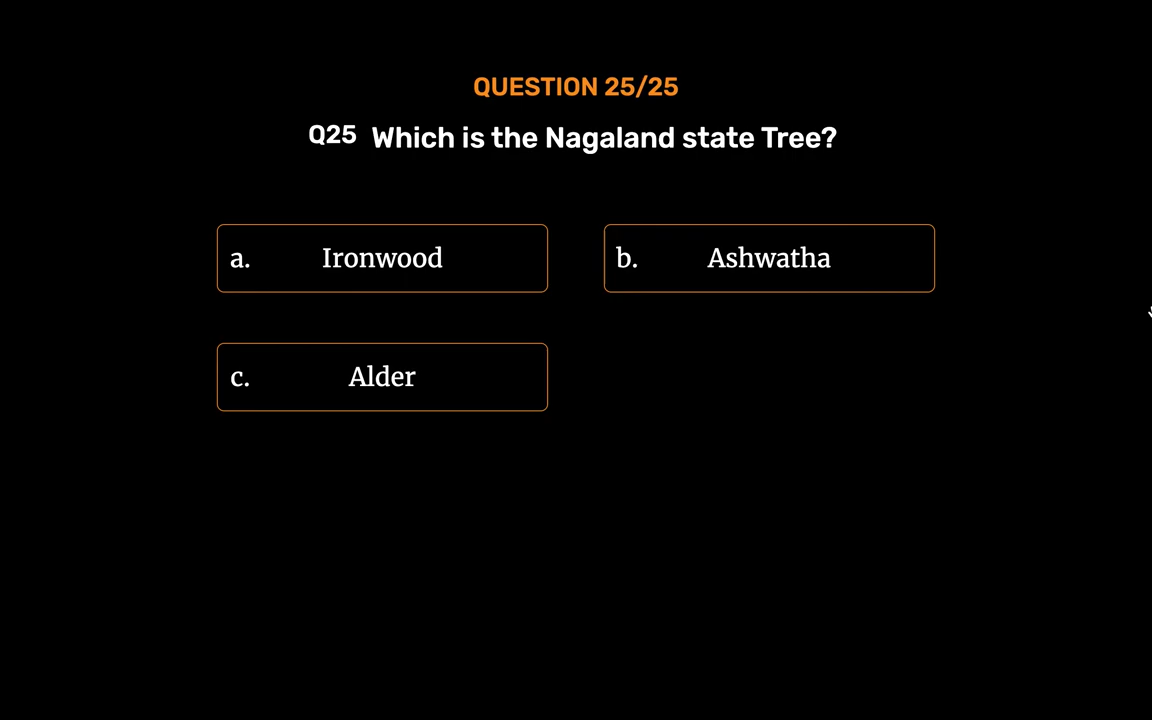 QUESTION 25/25
Q25 Which is the Nagaland state Tree?
a. Ironwood
b. Ashwatha
c. Alder